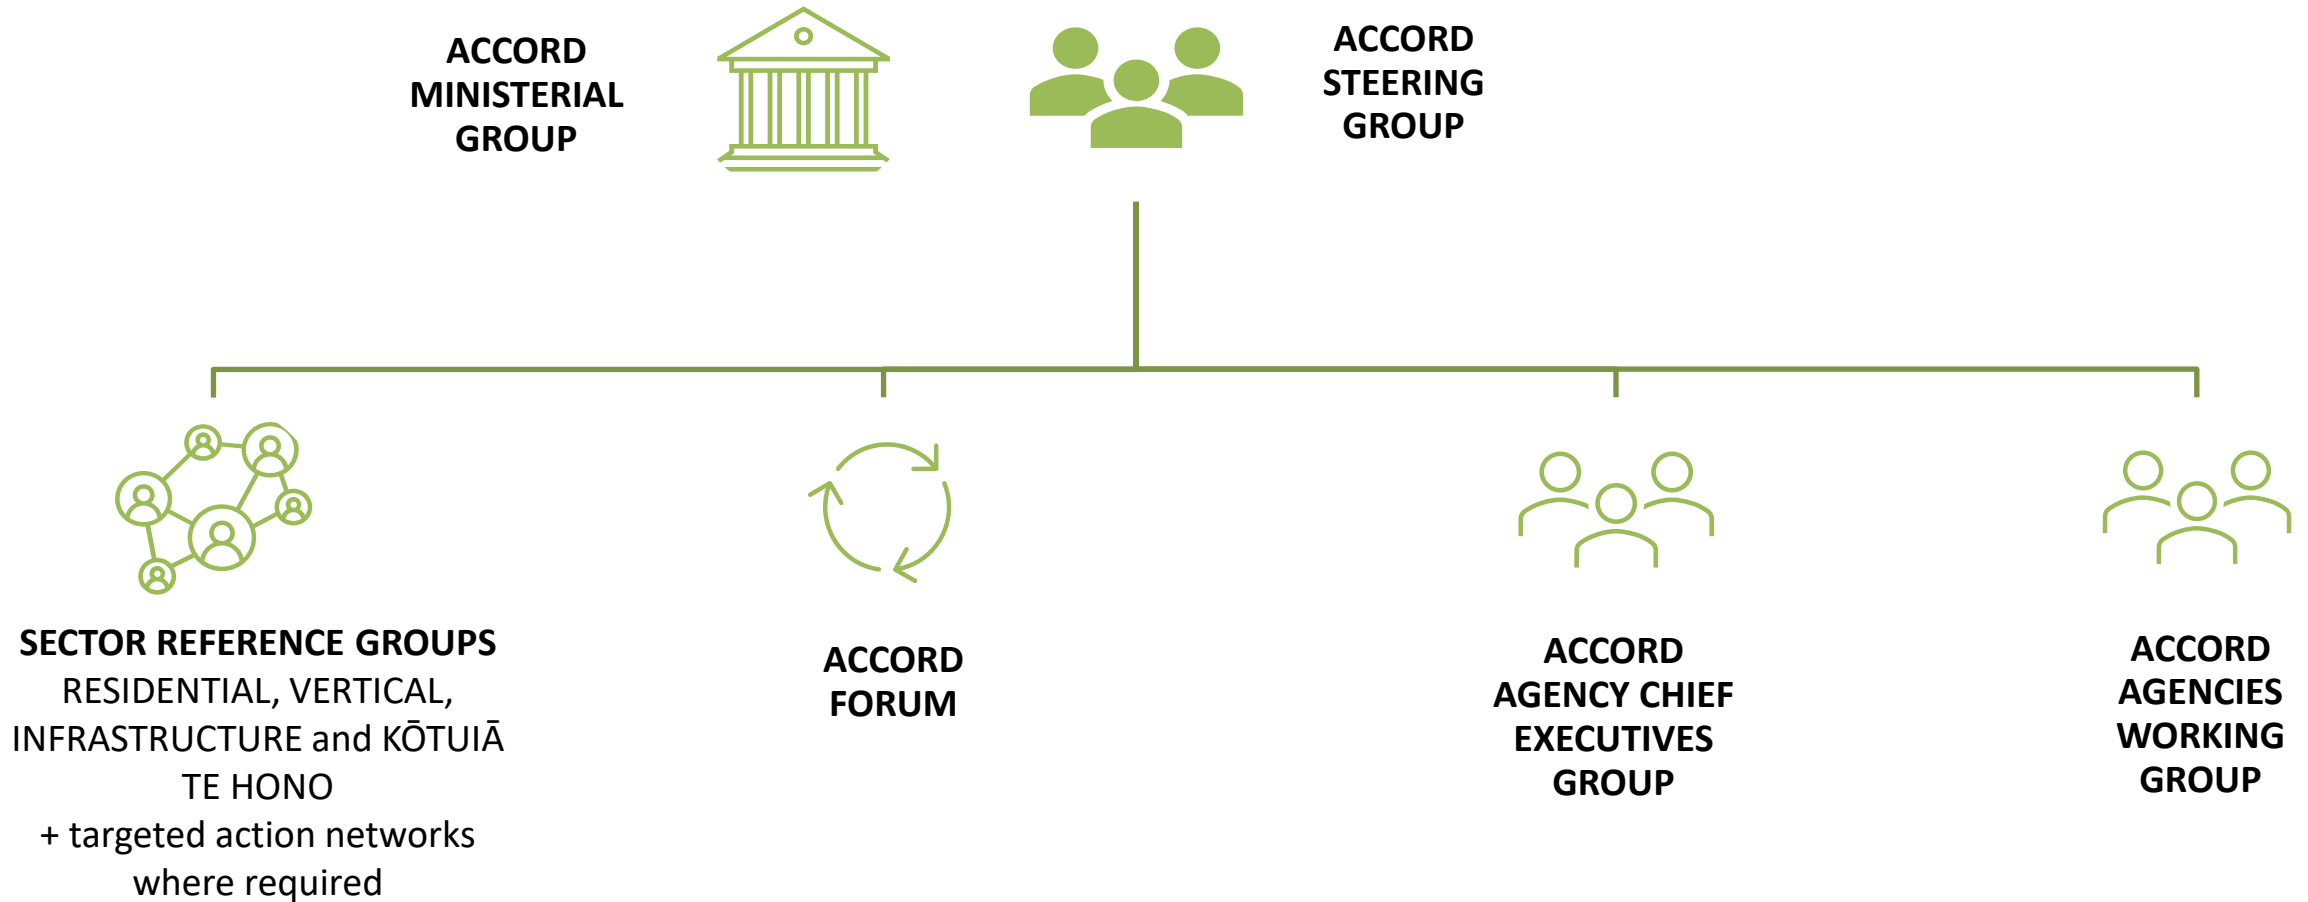 ACCORD
MINISTERIAL
GROUP
ACCORD
STEERING
GROUP
SECTOR REFERENCE GROUPS
RESIDENTIAL, VERTICAL,
INFRASTRUCTURE and KŌTUIĀ
TE HONO
+ targeted action networks
where required
ACCORD
FORUM
ACCORD
AGENCY CHIEF
EXECUTIVES
GROUP
ACCORD
AGENCIES
WORKING
GROUP